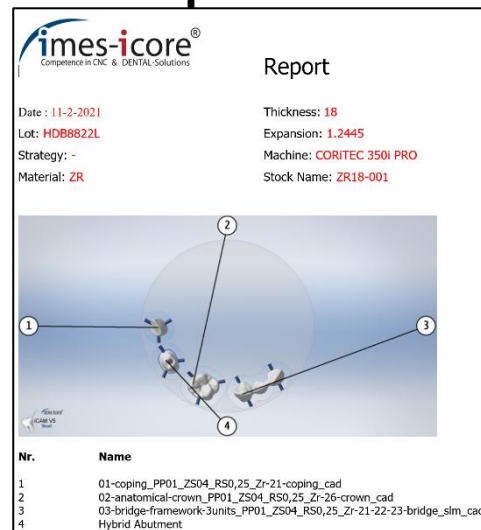 imes-icore®
Competence in CNC & DENTAL-Solutions
Report
Date : 11-2-2021
Thickness: 18
Lot: HDB8822L
Expansion: 1.2445
Strategy: -
Machine: CORiTEC 350i PRO
Material: ZR
Stock Name: ZR18-001
2
1
3
4
iCAM V5
Nr. Name
1 01-coping_PP01_ZS04_RS0,25_Zr-21-coping_cad
2 02-anatomical-crown_PP01_ZS04_RS0,25_Zr-26-crown_cad
3 03-bridge-framework-3units_PP01_ZS04_RS0,25_Zr-21-22-23-bridge_slm_cad
4 Hybrid Abutment